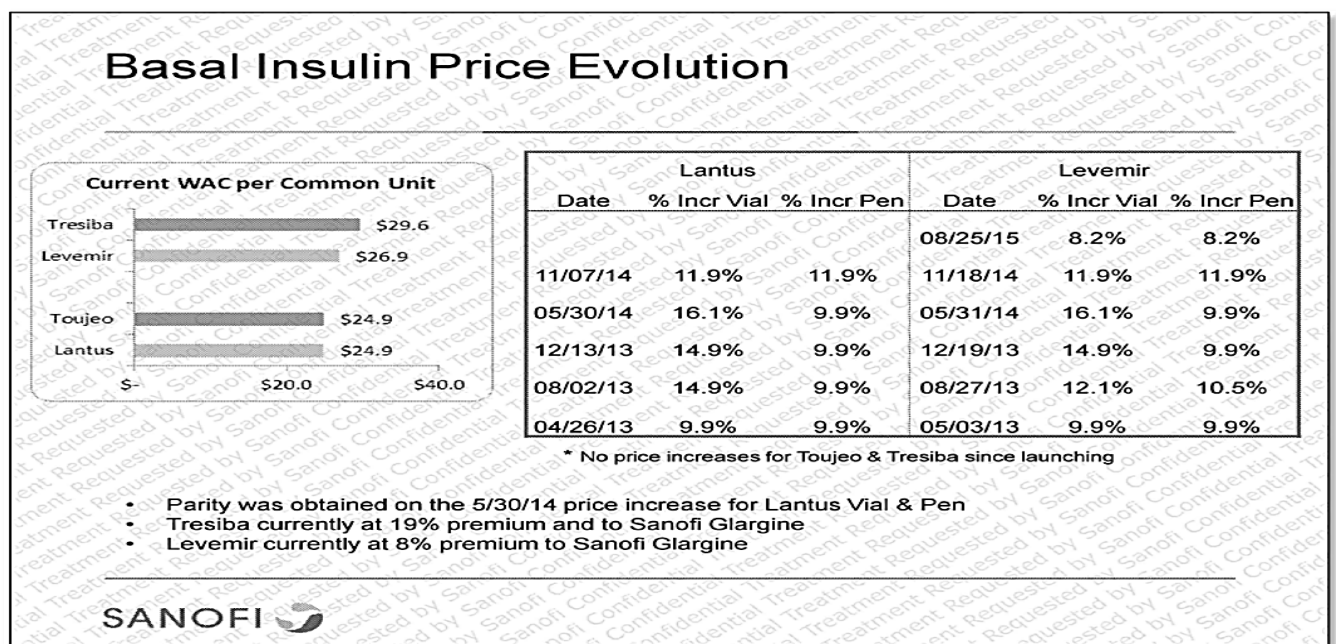 Basal Insulin Price Evolution
Current WAC per Common Unit
Tresiba $29.6
Levemir $26.9
Toujeo $24.9
Lantus $24.9
$- $20.0 $40.0
Lantus Levemir
Date % Incr Vial % Incr Pen Date % Incr Vial % Incr Pen
08/25/15 8.2% 8.2%
11/07/14 11.9% 11.9% 11/18/14 11.9% 11.9%
05/30/14 16.1% 9.9% 05/31/14 16.1% 9.9%
12/13/13 14.9% 9.9% 12/19/13 14.9% 9.9%
08/02/13 14.9% 9.9% 08/27/13 12.1% 10.5%
04/26/13 9.9% 9.9% 05/03/13 9.9% 9.9%
* No price increases for Toujeo & Tresiba since launching
• Parity was obtained on the 5/30/14 price increase for Lantus Vial & Pen
• Tresiba currently at 19% premium and to Sanofi Glargine
• Levemir currently at 8% premium to Sanofi Glargine
SANOFI
Confidential Treatment Requested by Sanofi